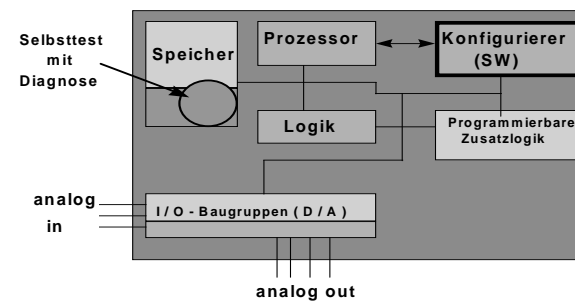 Selbsttest
mit
Diagnose
Speicher
Prozessor
Konfigurierer
(SW)
Logik
Programmierbare
Zusatzlogik
analog
in
I / O - Baugruppen ( D / A )
analog out